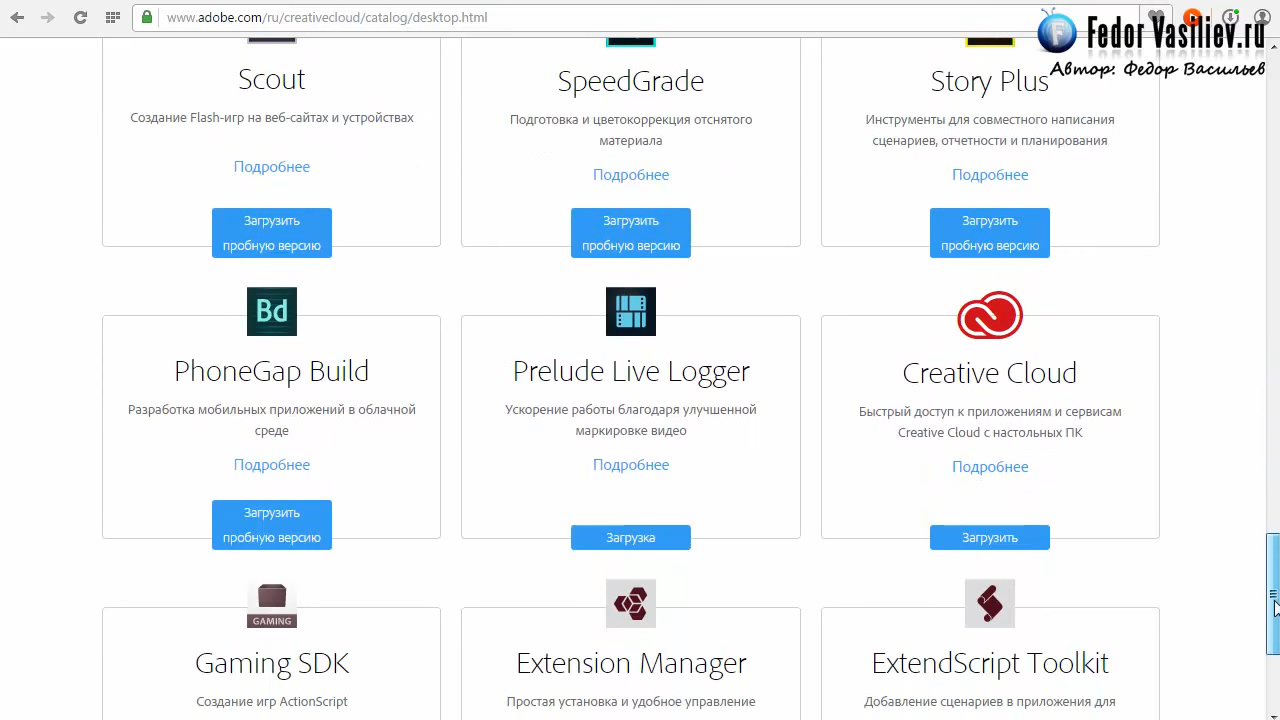 www.adobe.com/ru/creativecloud/catalog/desktop.html
Fedor Vasiliev.ru
Автор: Федор Васильев
Scout
Создание Flash-игр на веб-сайтах и устройствах
Подробнее
Загрузить
пробную версию
SpeedGrade
Подготовка и цветокоррекция отснятого
материала
Подробнее
Загрузить
пробную версию
Story Plus
Инструменты для совместного написания
сценариев, отчетности и планирования
Подробнее
Загрузить
пробную версию
Bd
PhoneGap Build
Разработка мобильных приложений в облачной
среде
Подробнее
Загрузить
пробную версию
Prelude Live Logger
Ускорение работы благодаря улучшенной
маркировке видео
Подробнее
Загрузка
Creative Cloud
Быстрый доступ к приложениям и сервисам
Creative Cloud с настольных ПК
Подробнее
Загрузить
GAMING
Gaming SDK
Создание игр ActionScript
Extension Manager
Простая установка и удобное управление
ExtendScript Toolkit
Добавление сценариев в приложения для